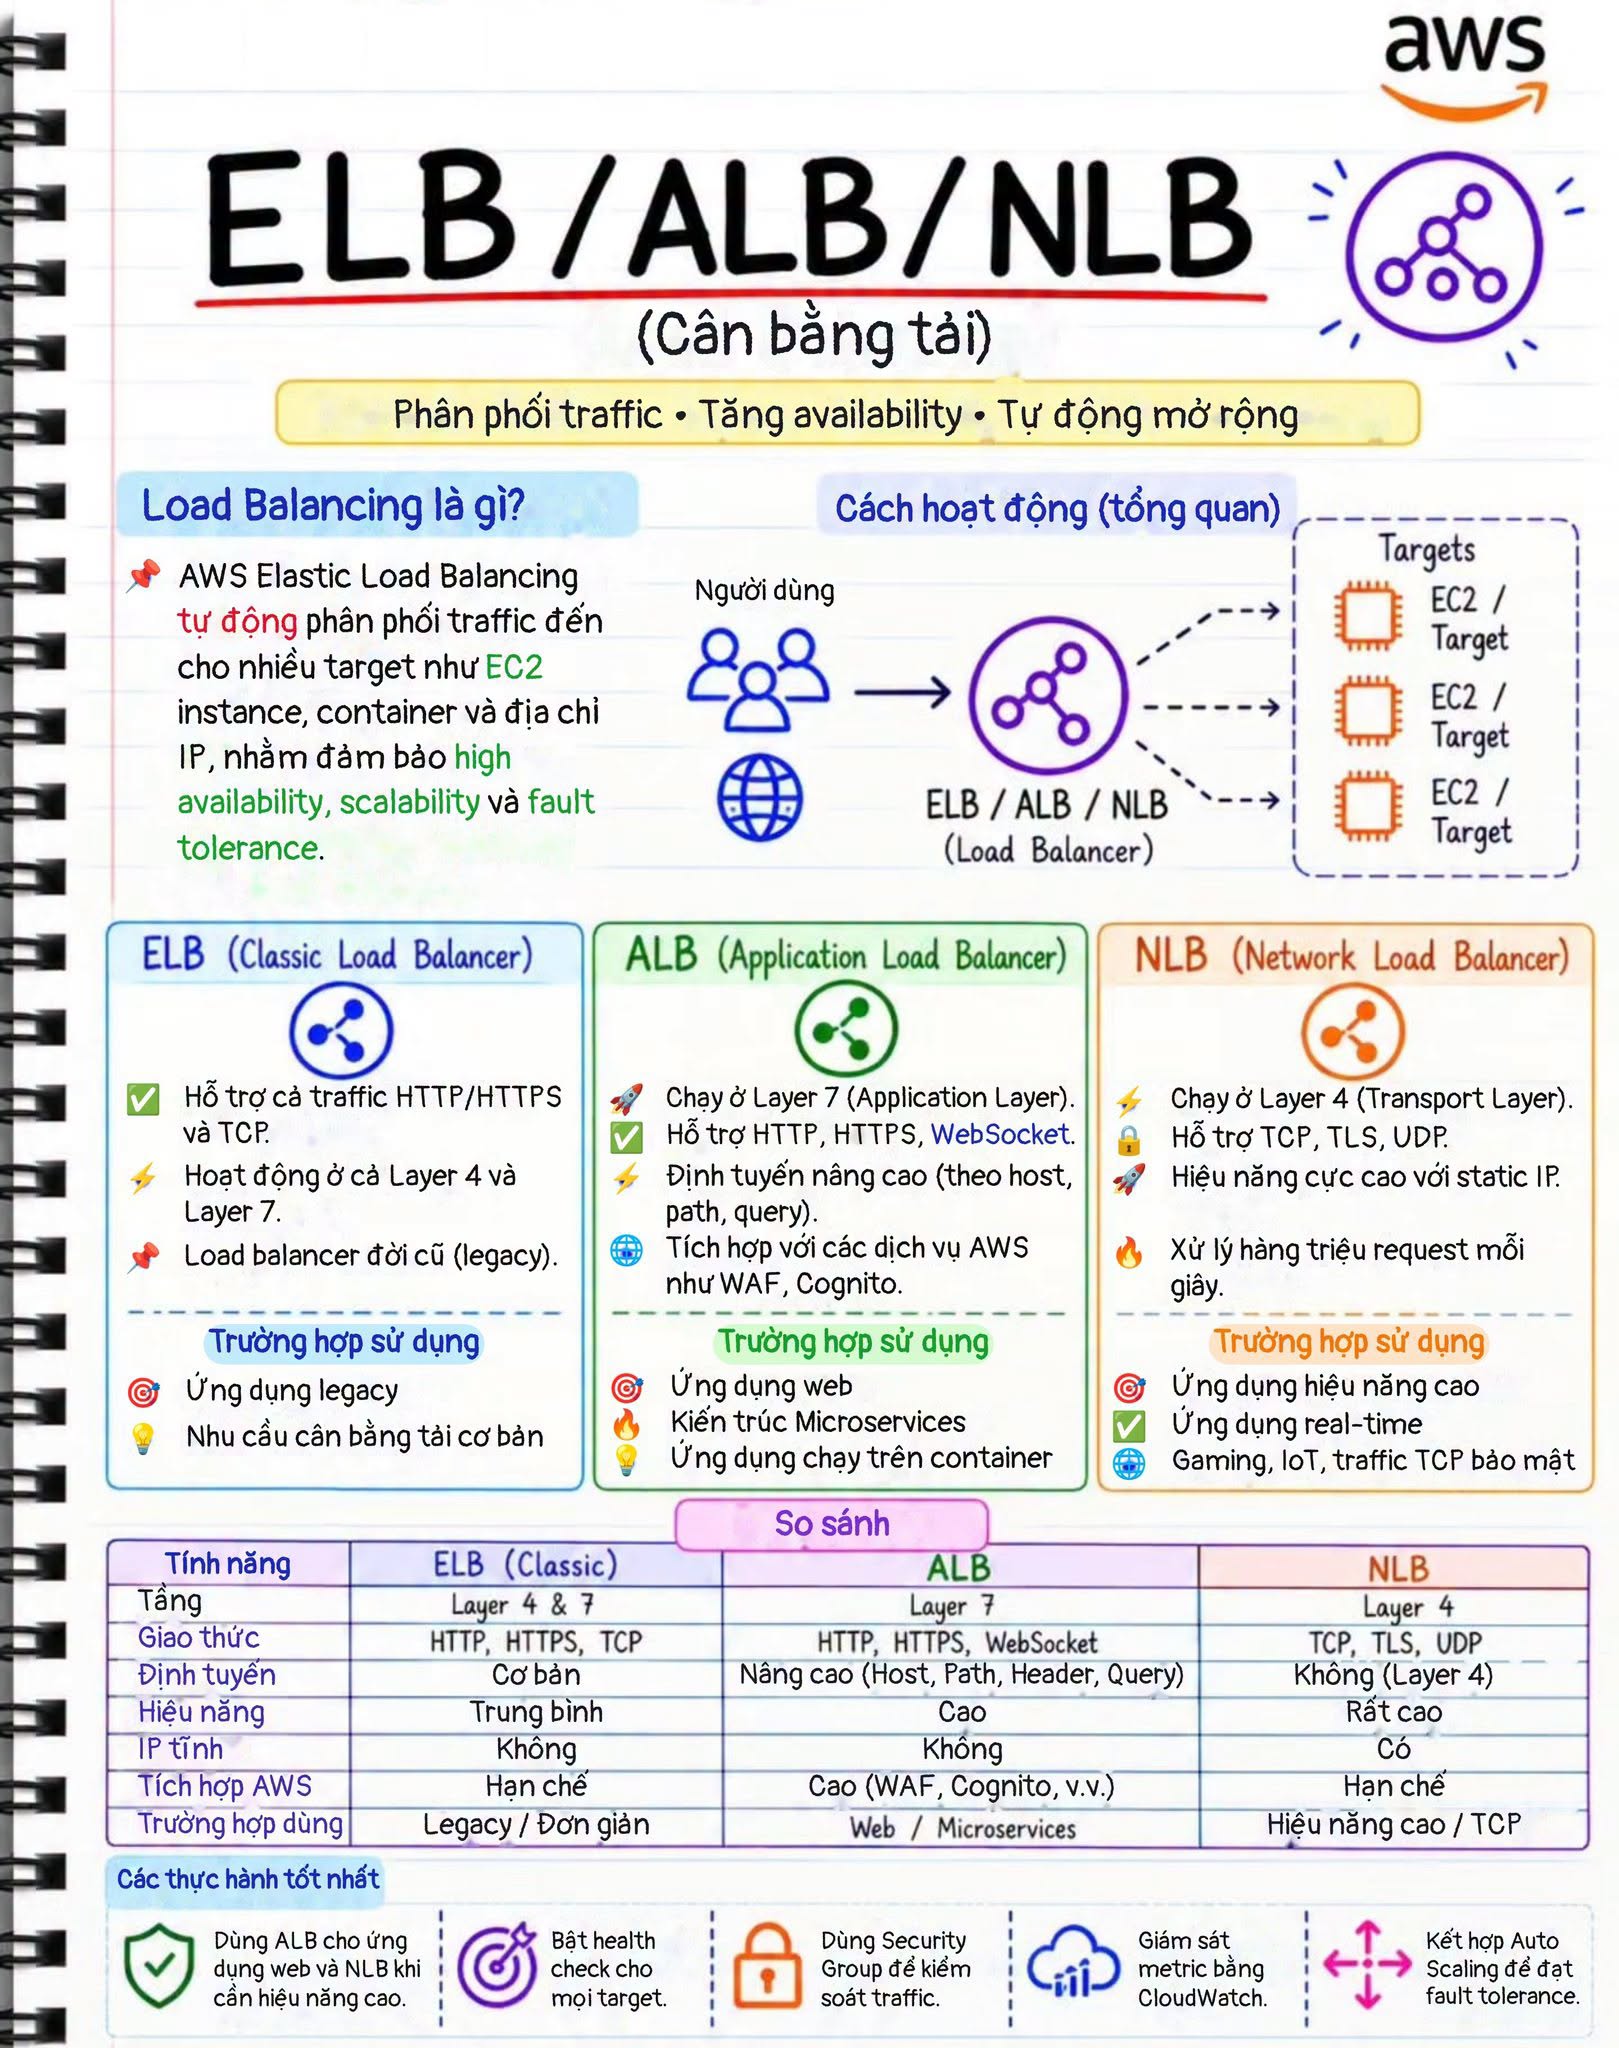 aws
ELB / ALB / NLB
(Cân bằng tải)
Phân phối traffic • Tăng availability • Tự động mở rộng
Load Balancing là gì?
AWS Elastic Load Balancing
tự động phân phối traffic đến
cho nhiều target như EC2
instance, container và địa chỉ
IP, nhằm đảm bảo high
availability, scalability và fault
tolerance.
Cách hoạt động (tổng quan)
Người dùng
ELB / ALB / NLB
(Load Balancer)
Targets
EC2 /
Target
EC2 /
Target
EC2 /
Target
ELB (Classic Load Balancer)
Hỗ trợ cả traffic HTTP/HTTPS
và TCP.
Hoạt động ở cả Layer 4 và
Layer 7.
Load balancer đời cũ (legacy).
Trường hợp sử dụng
Ứng dụng legacy
Nhu cầu cân bằng tải cơ bản
ALB (Application Load Balancer)
Chạy ở Layer 7 (Application Layer).
Hỗ trợ HTTP, HTTPS, WebSocket.
Định tuyến nâng cao (theo host,
path, query).
Tích hợp với các dịch vụ AWS
như WAF, Cognito.
Trường hợp sử dụng
Ứng dụng web
Kiến trúc Microservices
Ứng dụng chạy trên container
NLB (Network Load Balancer)
Chạy ở Layer 4 (Transport Layer).
Hỗ trợ TCP, TLS, UDP.
Hiệu năng cực cao với static IP.
Xử lý hàng triệu request mỗi
giây.
Trường hợp sử dụng
Ứng dụng hiệu năng cao
Ứng dụng real-time
Gaming, IoT, traffic TCP bảo mật
So sánh
Tính năng ELB (Classic) ALB NLB
Tầng Layer 4 & 7 Layer 7 Layer 4
Giao thức HTTP, HTTPS, TCP HTTP, HTTPS, WebSocket TCP, TLS, UDP
Định tuyến Cơ bản Nâng cao (Host, Path, Header, Query) Không (Layer 4)
Hiệu năng Trung bình Cao Rất cao
IP tĩnh Không Không Có
Tích hợp AWS Hạn chế Cao (WAF, Cognito, v.v.) Hạn chế
Trường hợp dùng Legacy / Đơn giản Web / Microservices Hiệu năng cao / TCP
Các thực hành tốt nhất
Dùng ALB cho ứng
dụng web và NLB khi
cần hiệu năng cao.
Bật health
check cho
mọi target.
Dùng Security
Group để kiểm
soát traffic.
Giám sát
metric bằng
CloudWatch.
Kết hợp Auto
Scaling để đạt
fault tolerance.